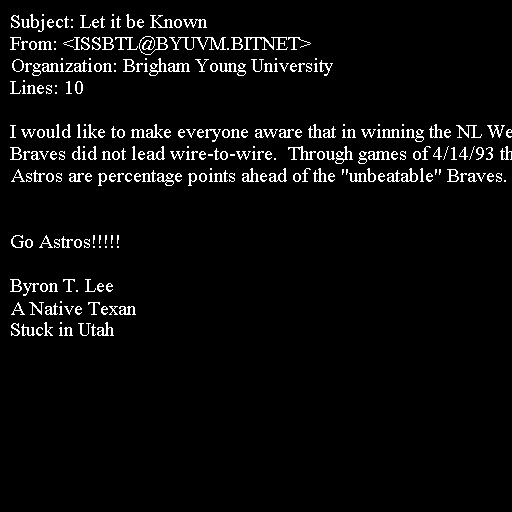 Subject: Let it be Known
From: <ISSBTL@BYUVM.BITNET>
Organization: Brigham Young University
Lines: 10
I would like to make everyone aware that in winning the NL We
Braves did not lead wire-to-wire.  Through games of 4/14/93 th
Astros are percentage points ahead of the "unbeatable" Braves.
Go Astros!!!!!
Byron T. Lee
A Native Texan
Stuck in Utah